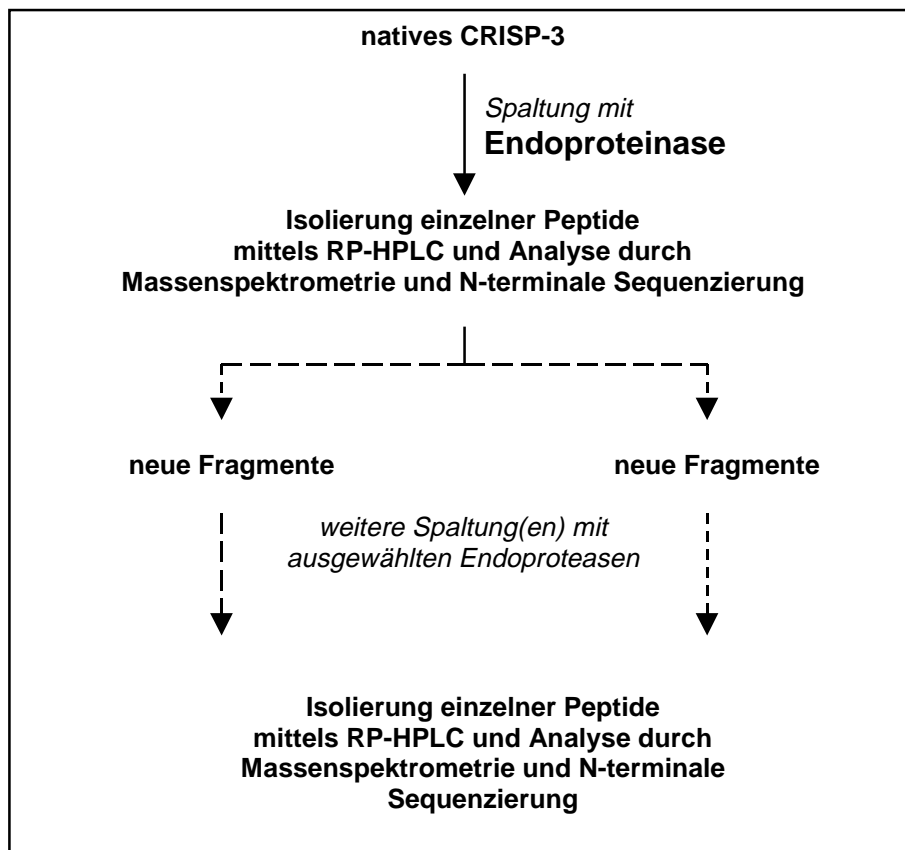 natives CRISP-3
Spaltung mit
Endoproteinase
Isolierung einzelner Peptide
mittels RP-HPLC und Analyse durch
Massenspektrometrie und N-terminale Sequenzierung
neue Fragmente
neue Fragmente
weitere Spaltung(en) mit
ausgewählten Endoproteasen
Isolierung einzelner Peptide
mittels RP-HPLC und Analyse durch
Massenspektrometrie und N-terminale
Sequenzierung